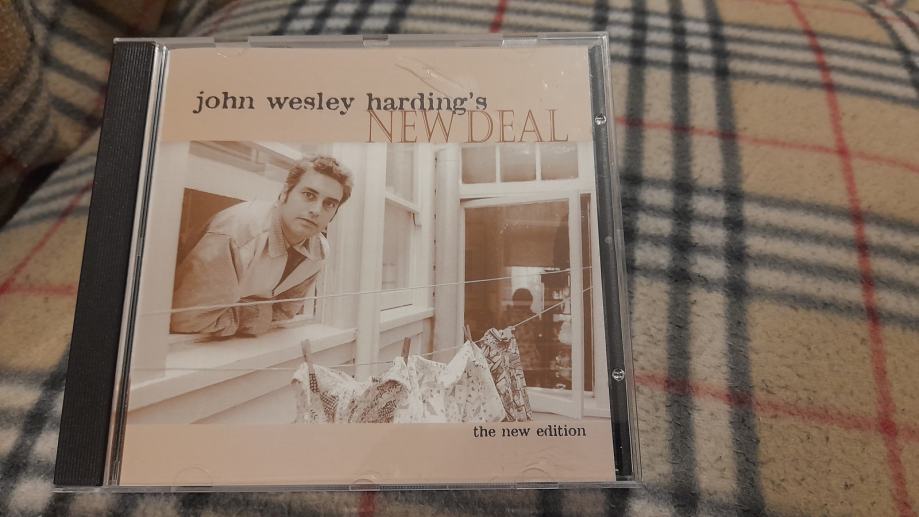 john wesley harding's
NEW DEAL
the new edition